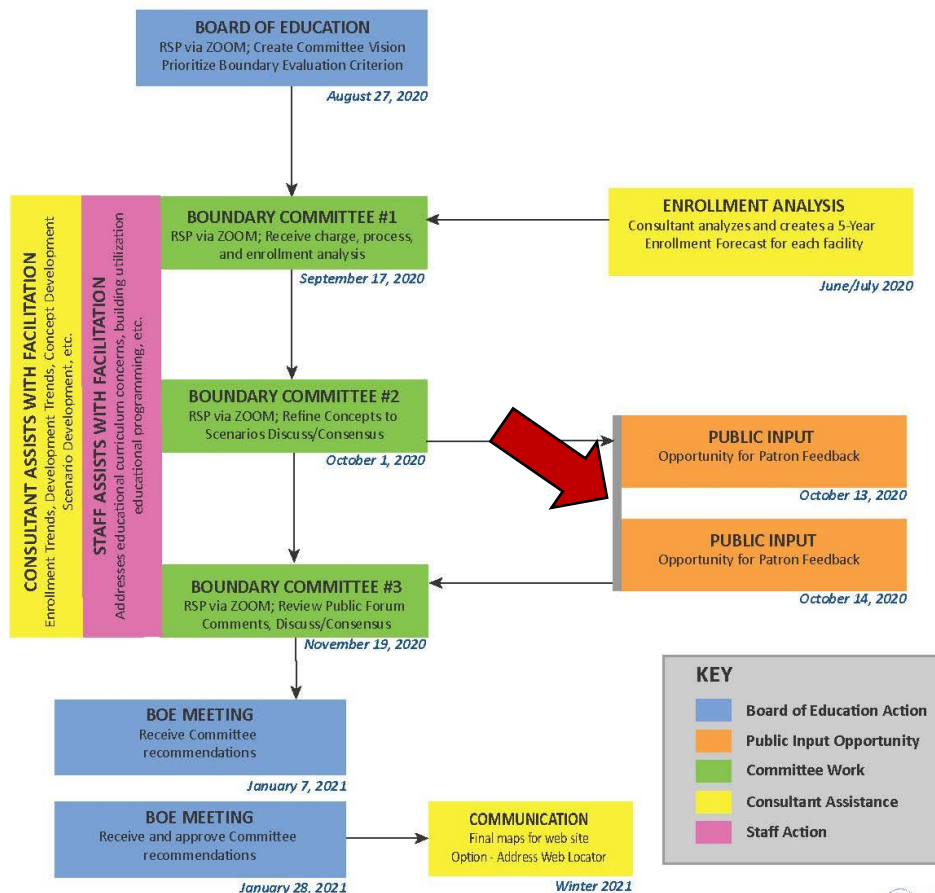 BOARD OF EDUCATION
RSP via ZOOM; Create Committee Vision
Prioritize Boundary Evaluation Criterion
August 27, 2020
BOUNDARY COMMITTEE #1
RSP via ZOOM; Receive charge, process,
and enrollment analysis
September 17, 2020
ENROLLMENT ANALYSIS
Consultant analyzes and creates a 5-Year
Enrollment Forecast for each facility
June/July 2020
CONSULTANT ASSISTS WITH FACILITATION
Enrollment Trends, Development Trends, Concept Development
Scenario Development, etc.
STAFF ASSISTS WITH FACILITATION
Addresses educational curriculum concerns, building utilization
educational programming, etc.
BOUNDARY COMMITTEE #2
RSP via ZOOM; Refine Concepts to
Scenarios Discuss/Consensus
October 1, 2020
PUBLIC INPUT
Opportunity for Patron Feedback
October 13, 2020
PUBLIC INPUT
Opportunity for Patron Feedback
October 14, 2020
BOUNDARY COMMITTEE #3
RSP via ZOOM; Review Public Forum
Comments, Discuss/Consensus
November 19, 2020
BOE MEETING
Receive Committee
recommendations
January 7, 2021
BOE MEETING
Receive and approve Committee
recommendations
January 28, 2021
COMMUNICATION
Final maps for web site
Option - Address Web Locator
Winter 2021
KEY
Board of Education Action
Public Input Opportunity
Committee Work
Consultant Assistance
Staff Action